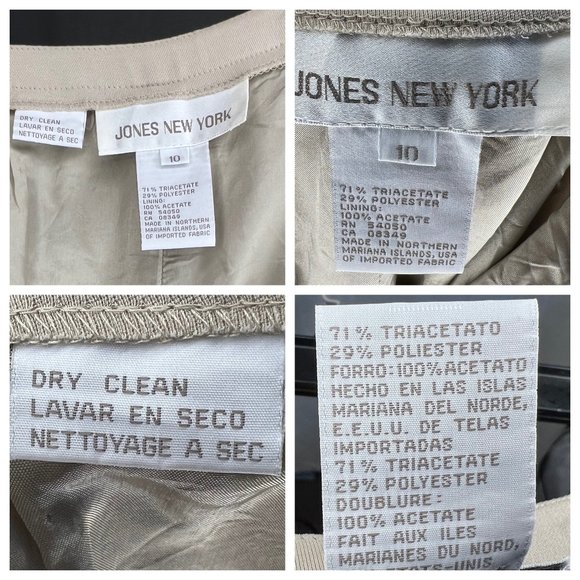 DRY CLEAN
LAVAR EN SECO
NETTOYAGE A SEC
JONES NEW YORK
10
71% TRIACETATE
29% POLYESTER
LINING:
100% ACETATE
RN 54050
CA 08349
MADE IN NORTHERN
MARIANA ISLANDS, USA
OF IMPORTED FABRIC
JONES NEW YORK
10
71% TRIACETATE
29% POLYESTER
LINING:
100% ACETATE
RN 54050
CA 08349
MADE IN NORTHERN
MARIANA ISLANDS, USA
OF IMPORTED FABRIC
DRY CLEAN
LAVAR EN SECO
NETTOYAGE A SEC
71% TRIACETATO
29% POLIESTER
FORRO:100%ACETATO
HECHO EN LAS ISLAS
MARIANA DEL NORDE,
E.E.U.U. DE TELAS
IMPORTADAS
71% TRIACETATE
29% POLYESTER
DOUBLURE:
100% ACETATE
FAIT AUX ILES
MARIANES DU NORD,
ETATS-UNIS